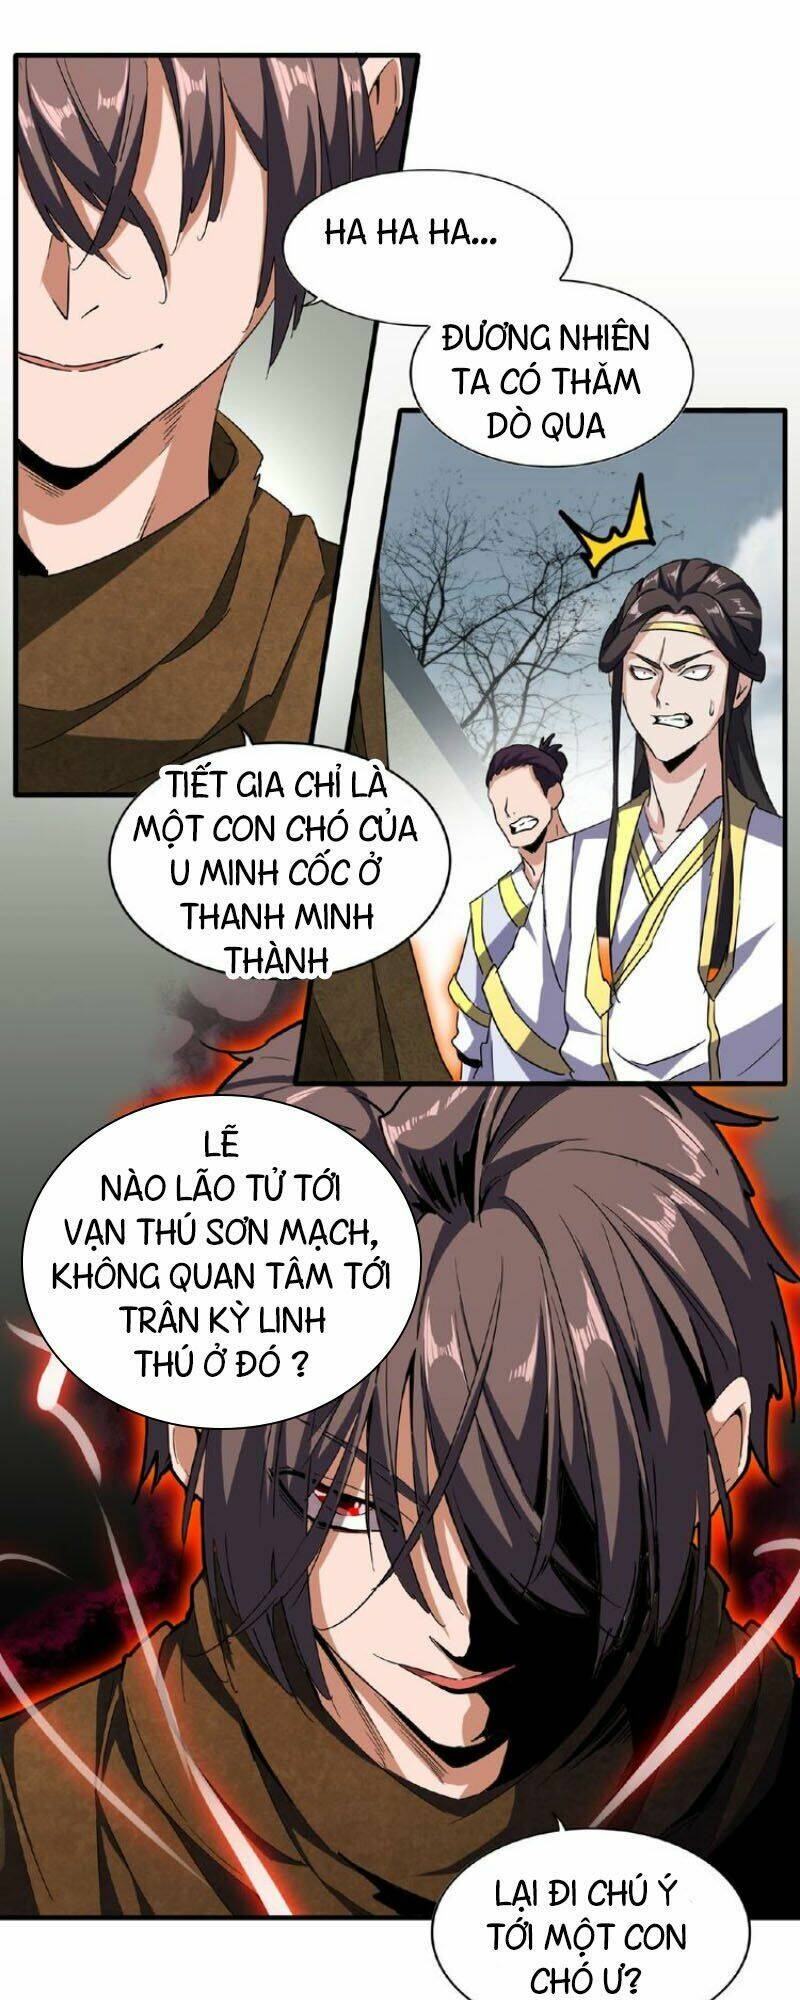 HA HA HA...
ĐƯƠNG NHIÊN
TA CÓ THĂM
DÒ QUA
TIẾT GIA CHỈ LÀ
MỘT CON CHÓ CỦA
U MINH CỐC Ở
THANH MINH
THÀNH
LẼ
NÀO LÃO TỬ TỚI
VẠN THÚ SƠN MẠCH,
KHÔNG QUAN TÂM TỚI
TRÂN KỲ LINH
THÚ Ở ĐÓ ?
LẠI ĐI CHÚ Ý
TỚI MỘT CON
CHÓ Ư?